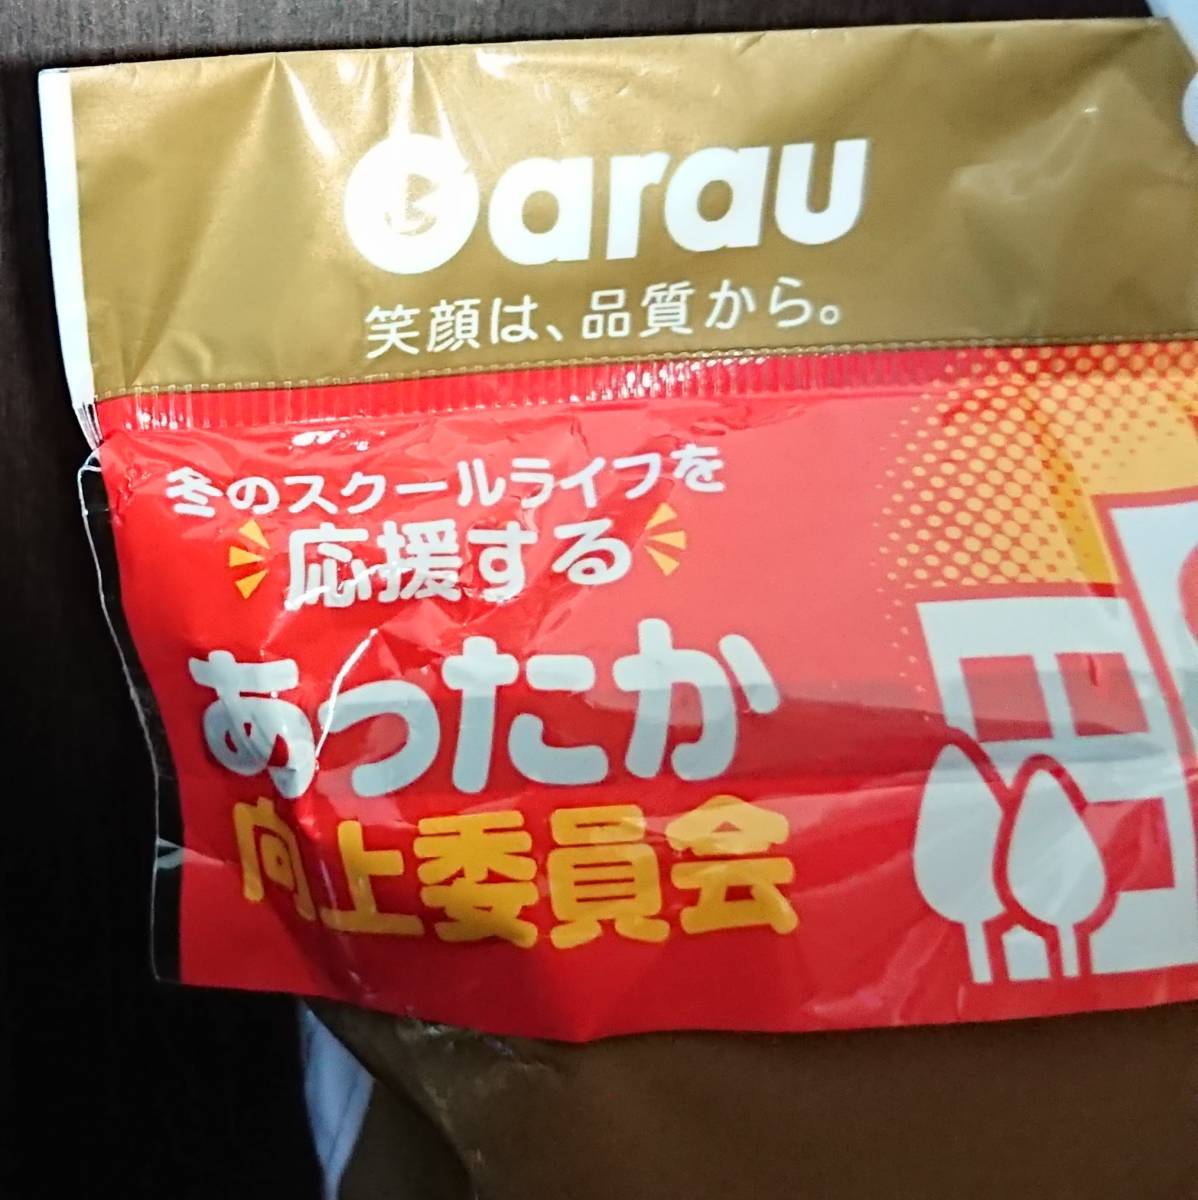 Garau
笑顔は、品質から。
冬のスクールライフを
応援する
あったか
向上委員会